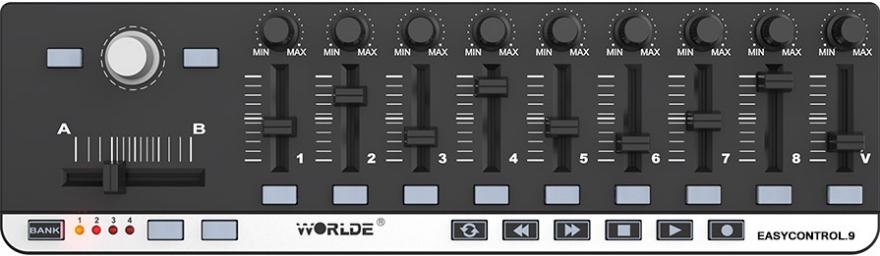 MIN MAX MIN MAX MIN MAX MIN MAX MIN MAX MIN MAX MIN MAX MIN MAX MIN MAX
A B
1 2 3 4 5 6 7 8 V
1 2 3 4
BANK
WORLDE®
EASYCONTROL.9